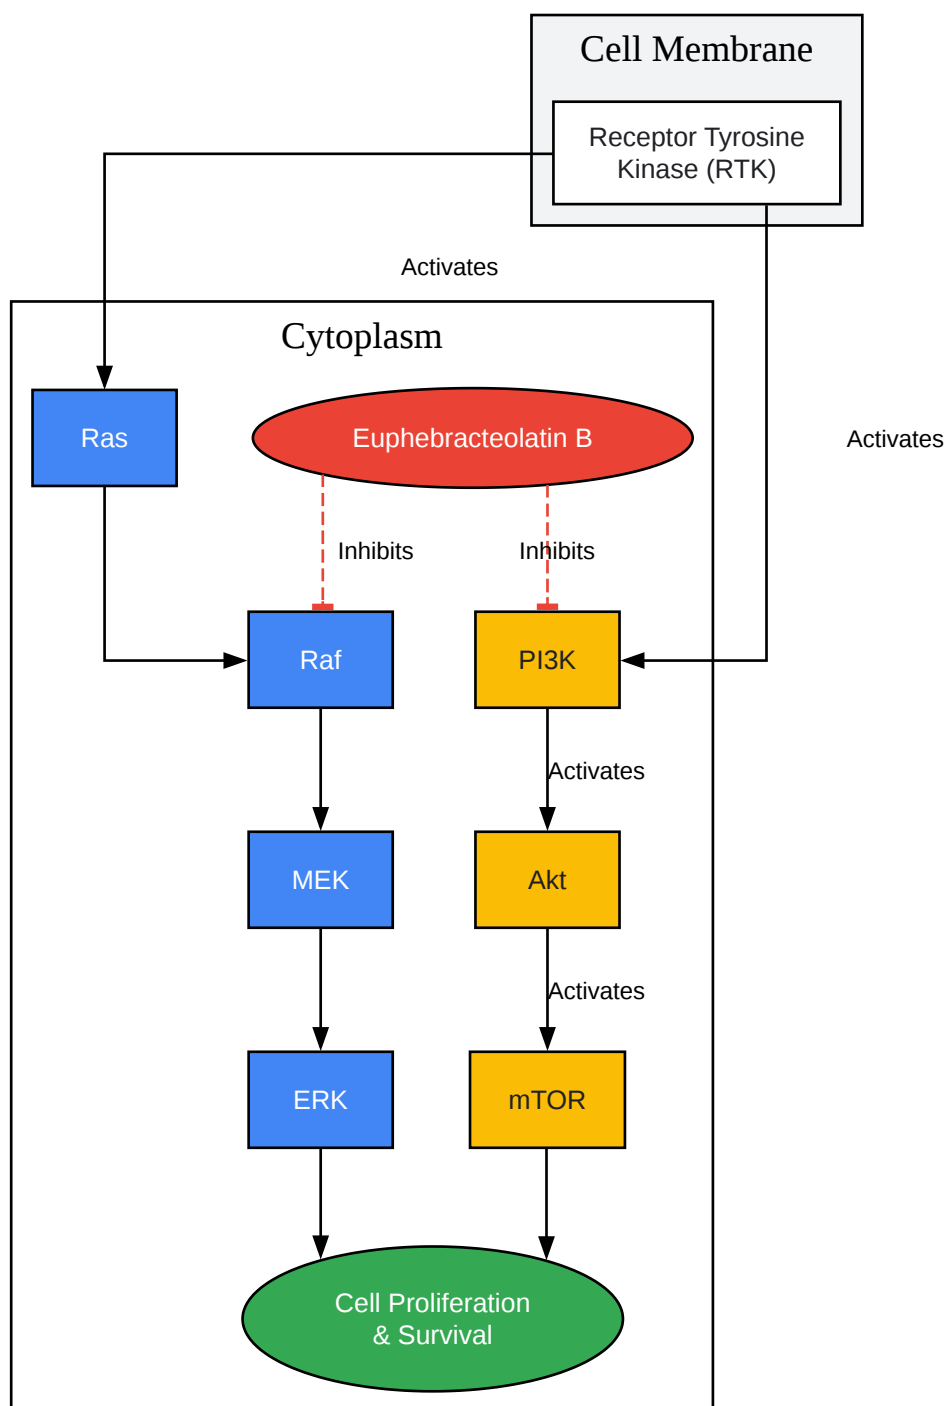 Cell Membrane
Receptor Tyrosine
Kinase (RTK)
Activates
Cytoplasm
Ras
Euphebracteolatin B
Activates
Inhibits
Inhibits
Raf
PI3K
Activates
MEK
Akt
Activates
ERK
mTOR
Cell Proliferation
& Survival